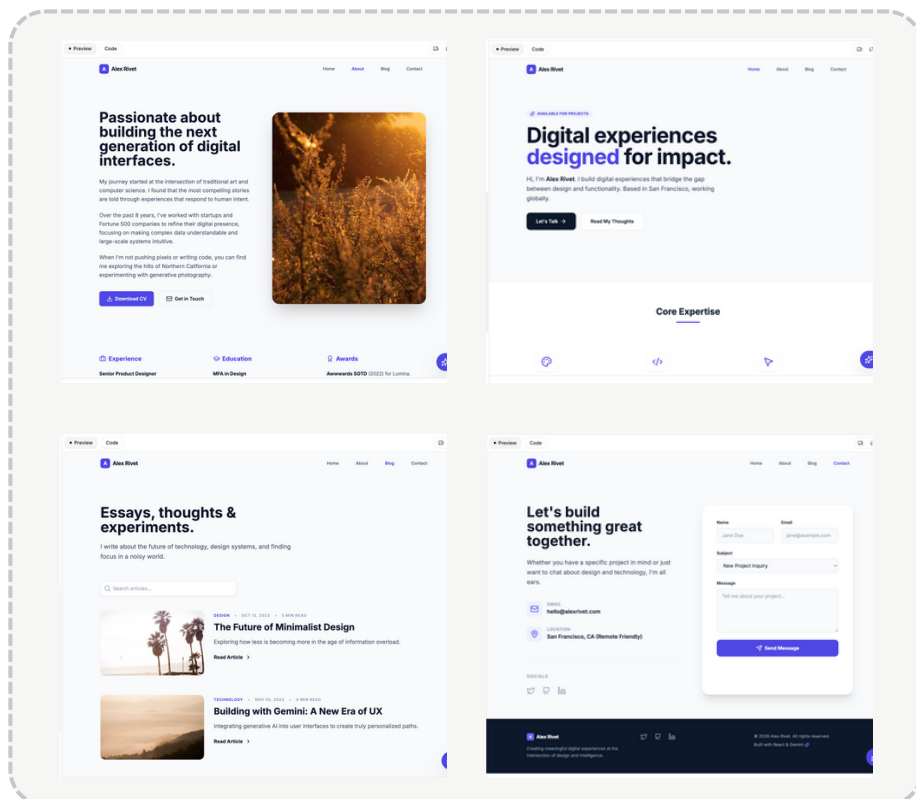 Preview Code
Alex Rivet
Home About Blog Contact
Passionate about
building the next
generation of digital
interfaces.
My journey started at the intersection of traditional art and
computer science. I found that the most compelling stories
are told through experiences that respond to human intent.
Over the past 8 years, I've worked with startups and
Fortune 500 companies to refine their digital presence,
focusing on making complex data understandable and
large-scale systems intuitive.
When I'm not pushing pixels or writing code, you can find
me exploring the hills of Northern California or
experimenting with generative photography.
Download CV Get in Touch
Experience Education Awards
Senior Product Designer MFA in Design Awwwards SOTD (2022) for Lumina.
Preview Code
A Alex Rivet
Home About Blog Contact
AVAILABLE FOR PROJECTS
Digital experiences
designed for impact.
Hi, I'm Alex Rivet. I build digital experiences that bridge the gap
between design and functionality. Based in San Francisco, working
globally.
Let's Talk → Read My Thoughts
Core Expertise
Preview Code
A Alex Rivet
Home About Blog Contact
Essays, thoughts &
experiments.
I write about the future of technology, design systems, and finding
focus in a noisy world.
Search articles...
DESIGN • OCT 12, 2023 • 5 MIN READ
The Future of Minimalist Design
Exploring how less is becoming more in the age of information overload.
Read Article
TECHNOLOGY • NOV 20, 2023 •
Building with Gemini: A New Era of UX
Integrating generative AI into user interfaces to create truly personalized paths.
Read Article
Preview Code
A Alex Rivet
Home About Blog Contact
Let's build
something great
together.
Whether you have a specific project in mind or just
want to chat about design and technology, I'm all
ears.
EMAIL
hello@alexrivet.com
LOCATION
San Francisco, CA (Remote Friendly)
SOCIALS
Name Email
Jane Doe jane@example.com
Subject
New Project Inquiry
Message
Tell me about your project...
Send Message
A Alex Rivet
Creating meaningful digital experiences at the
intersection of design and intelligence.
© 2026 Alex Rivet. All rights reserved.
Built with React & Gemini